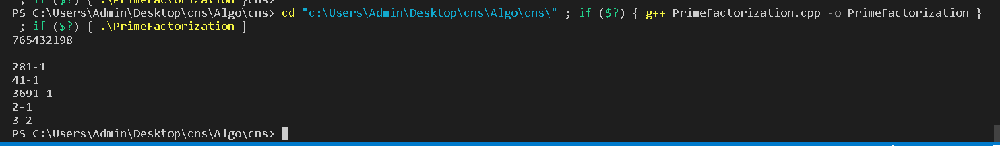 ; if ($?) { .\PrimeFactorization }cns>
PS C:\Users\Admin\Desktop\cns\Algo\cns> cd "c:\Users\Admin\Desktop\cns\Algo\cns\" ; if ($?) { g++ PrimeFactorization.cpp -o PrimeFactorization }
; if ($?) { .\PrimeFactorization }
765432198
281-1
41-1
3691-1
2-1
3-2
PS C:\Users\Admin\Desktop\cns\Algo\cns>